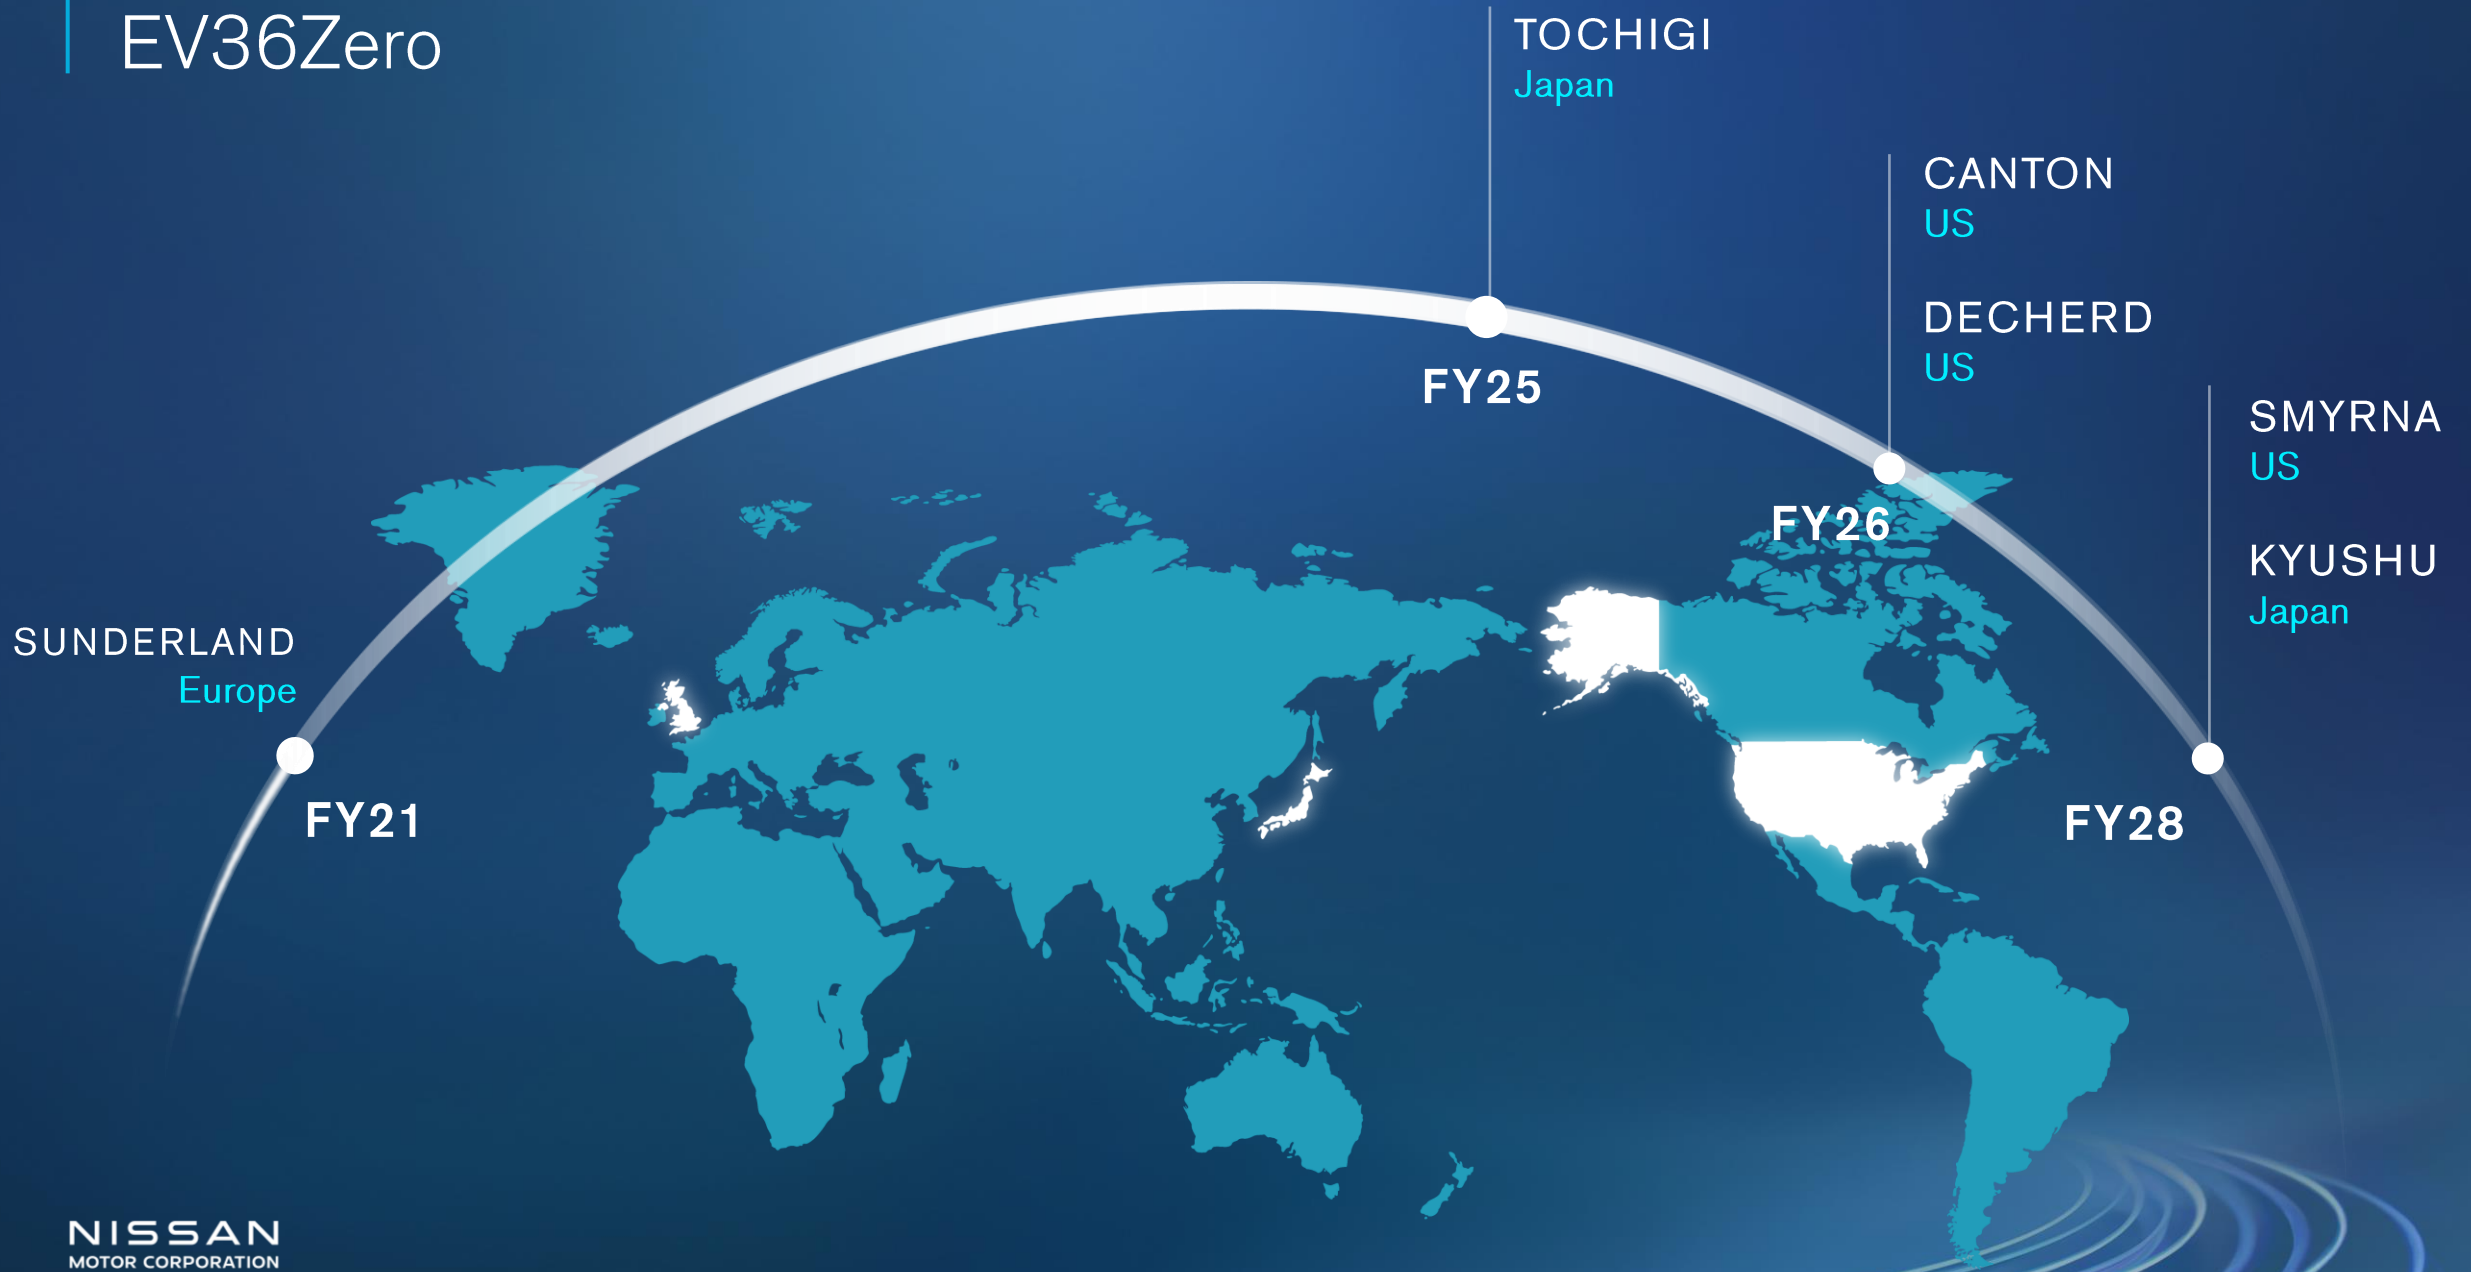 EV36Zero
TOCHIGI
Japan
CANTON
US
DECHERD
US
SMYRNA
US
KYUSHU
Japan
SUNDERLAND
Europe
FY21
FY25
FY26
FY28
NISSAN
MOTOR CORPORATION